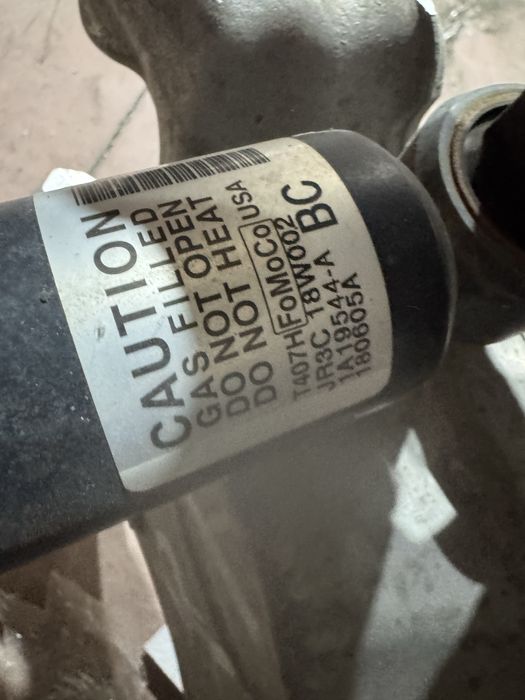 CAUTION
GAS FILLED
DO NOT OPEN
DO NOT HEAT
T407H FoMoCo USA
JR3C 18W002 BC
1A19544-A
180605A